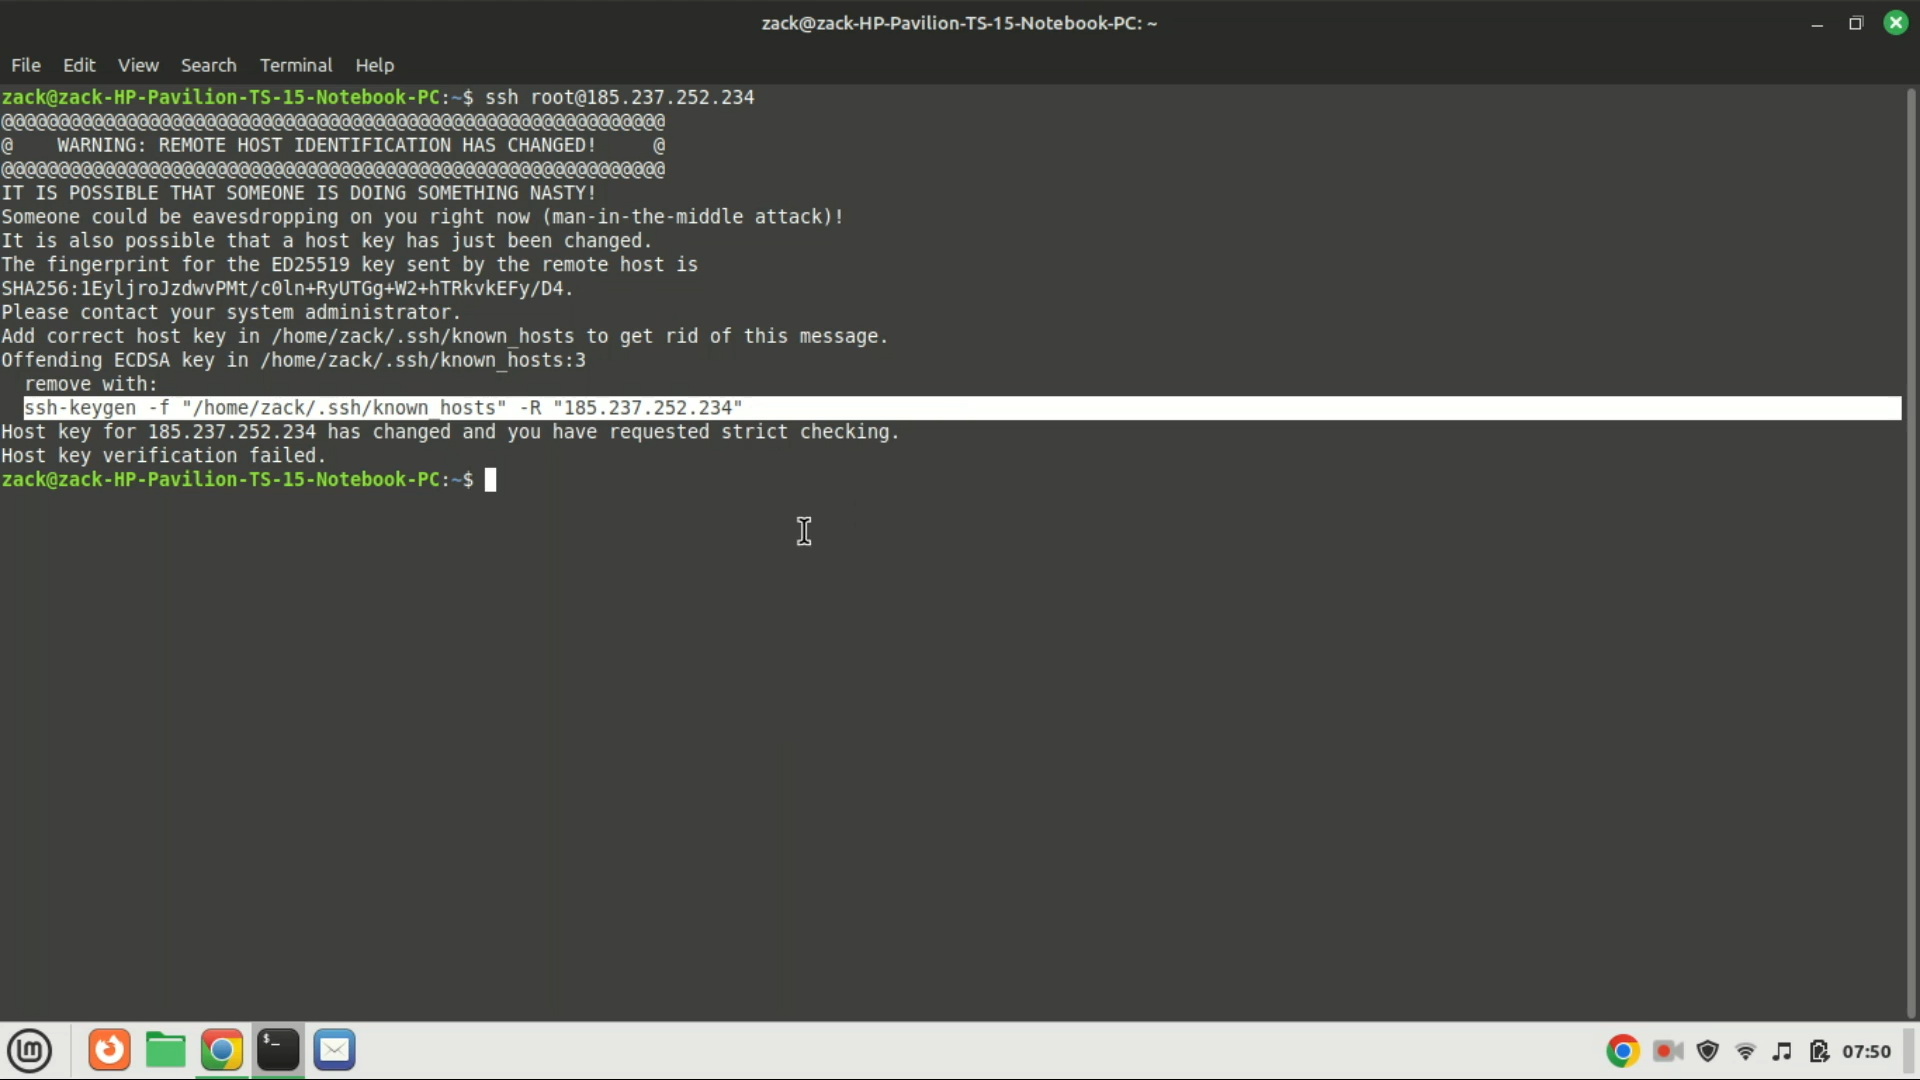 zack@zack-HP-Pavilion-TS-15-Notebook-PC: ~
File Edit View Search Terminal Help
zack@zack-HP-Pavilion-TS-15-Notebook-PC:~$ ssh root@185.237.252.234
@@@@@@@@@@@@@@@@@@@@@@@@@@@@@@@@@@@@@@@@@@@@@@@@@@@@@@@@@@@
@    WARNING: REMOTE HOST IDENTIFICATION HAS CHANGED!     @
@@@@@@@@@@@@@@@@@@@@@@@@@@@@@@@@@@@@@@@@@@@@@@@@@@@@@@@@@@@
IT IS POSSIBLE THAT SOMEONE IS DOING SOMETHING NASTY!
Someone could be eavesdropping on you right now (man-in-the-middle attack)!
It is also possible that a host key has just been changed.
The fingerprint for the ED25519 key sent by the remote host is
SHA256:1EyljroJzdwvPMt/c0ln+RyUTGg+W2+hTRkvkEFy/D4.
Please contact your system administrator.
Add correct host key in /home/zack/.ssh/known_hosts to get rid of this message.
Offending ECDSA key in /home/zack/.ssh/known_hosts:3
  remove with:
  ssh-keygen -f "/home/zack/.ssh/known_hosts" -R "185.237.252.234"
Host key for 185.237.252.234 has changed and you have requested strict checking.
Host key verification failed.
zack@zack-HP-Pavilion-TS-15-Notebook-PC:~$
07:50